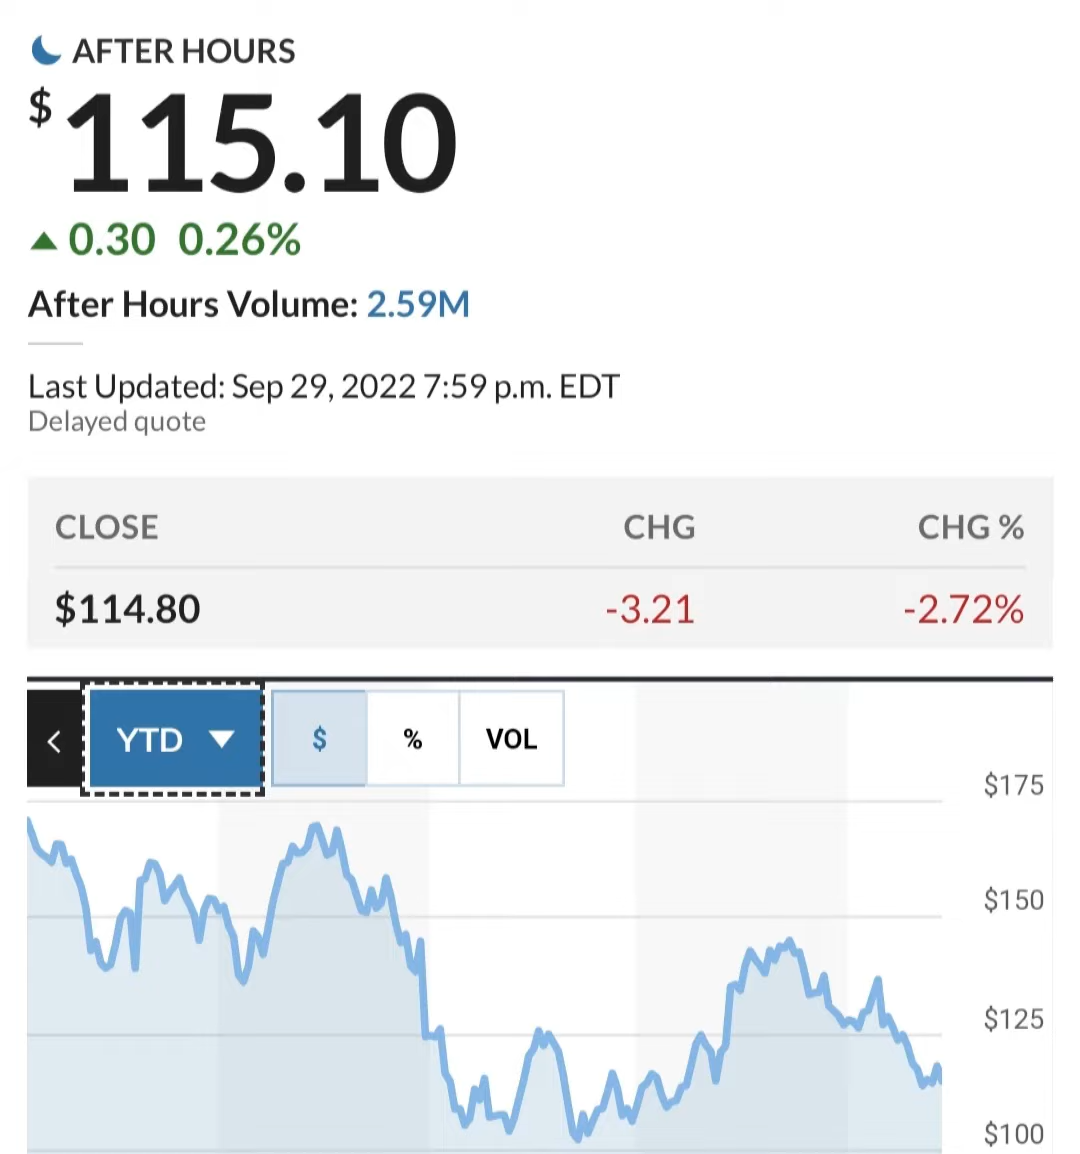 AFTER HOURS
$115.10
0.30 0.26%
After Hours Volume: 2.59M
Last Updated: Sep 29, 2022 7:59 p.m. EDT
Delayed quote
CLOSE CHG CHG %
$114.80 -3.21 -2.72%
YTD $ % VOL
$175
$150
$125
$100